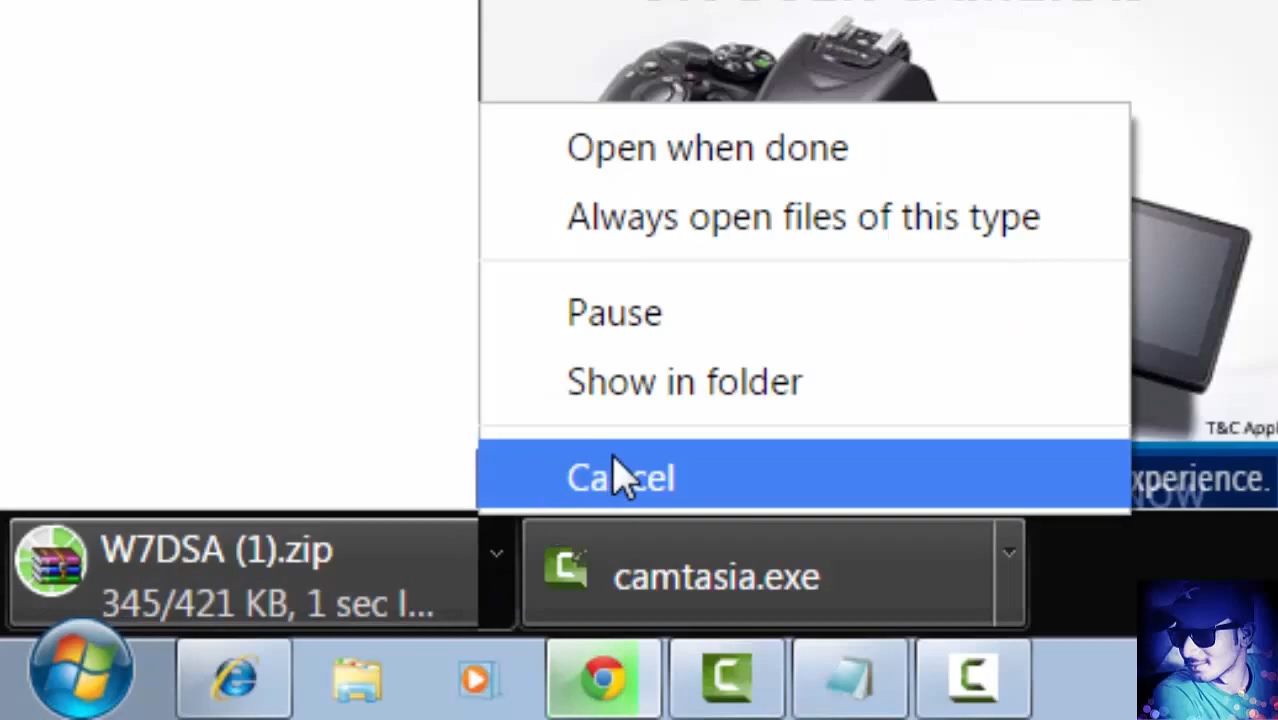 Open when done
Always open files of this type
Pause
Show in folder
T&C Appl
Cancel
xperience.
NOW
W7DSA (1).zip
345/421 KB, 1 sec l...
camtasia.exe